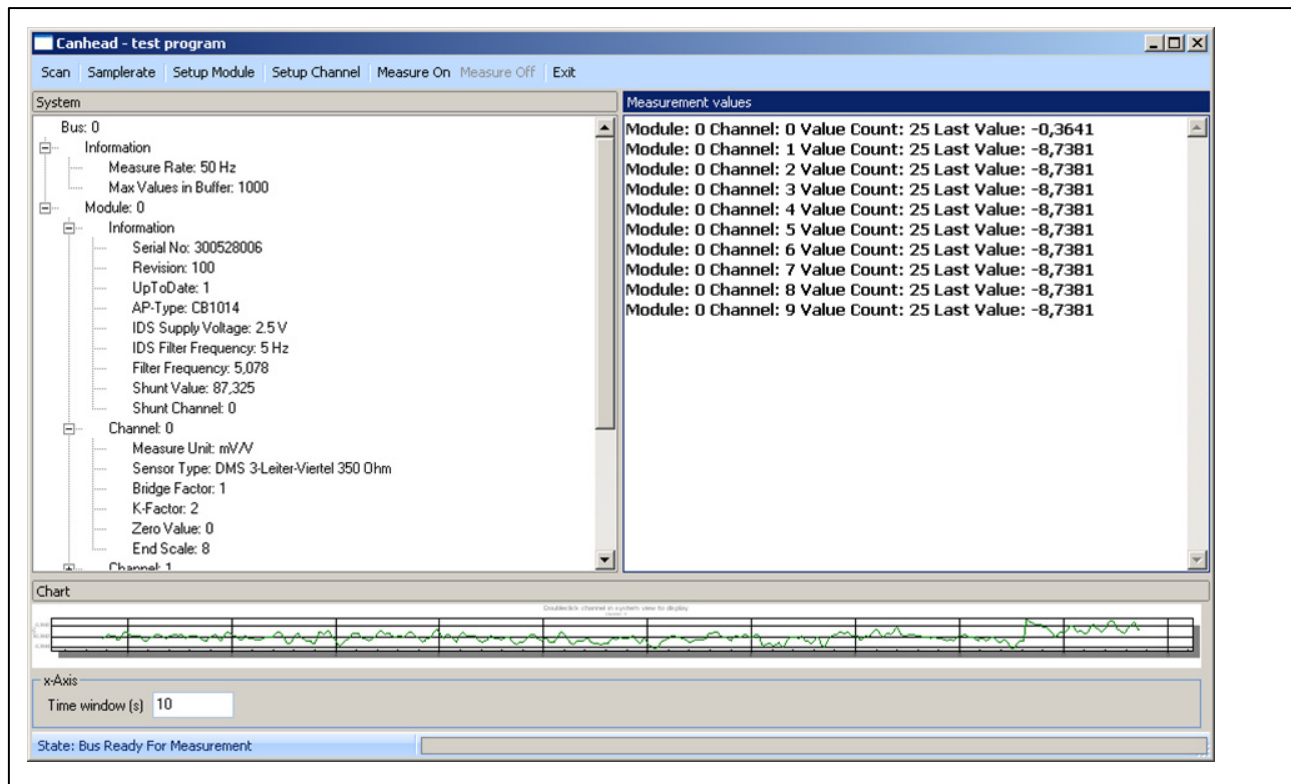 Canhead - test program
Scan Samplerate Setup Module Setup Channel Measure On Measure Off Exit
System
Bus: 0
Information
Measure Rate: 50 Hz
Max Values in Buffer: 1000
Module: 0
Information
Serial No: 300528006
Revision: 100
UpToDate: 1
AP-Type: CB1014
IDS Supply Voltage: 2.5 V
IDS Filter Frequency: 5 Hz
Filter Frequency: 5,078
Shunt Value: 87,325
Shunt Channel: 0
Channel: 0
Measure Unit: mV/V
Sensor Type: DMS 3-Leiter-Viertel 350 Ohm
Bridge Factor: 1
K-Factor: 2
Zero Value: 0
End Scale: 8
Channel: 1
Measurement values
Module: 0 Channel: 0 Value Count: 25 Last Value: -0,3641
Module: 0 Channel: 1 Value Count: 25 Last Value: -8,7381
Module: 0 Channel: 2 Value Count: 25 Last Value: -8,7381
Module: 0 Channel: 3 Value Count: 25 Last Value: -8,7381
Module: 0 Channel: 4 Value Count: 25 Last Value: -8,7381
Module: 0 Channel: 5 Value Count: 25 Last Value: -8,7381
Module: 0 Channel: 6 Value Count: 25 Last Value: -8,7381
Module: 0 Channel: 7 Value Count: 25 Last Value: -8,7381
Module: 0 Channel: 8 Value Count: 25 Last Value: -8,7381
Module: 0 Channel: 9 Value Count: 25 Last Value: -8,7381
Chart
Doubleclick channel in system view to display
x-Axis
Time window (s) 10
State: Bus Ready For Measurement